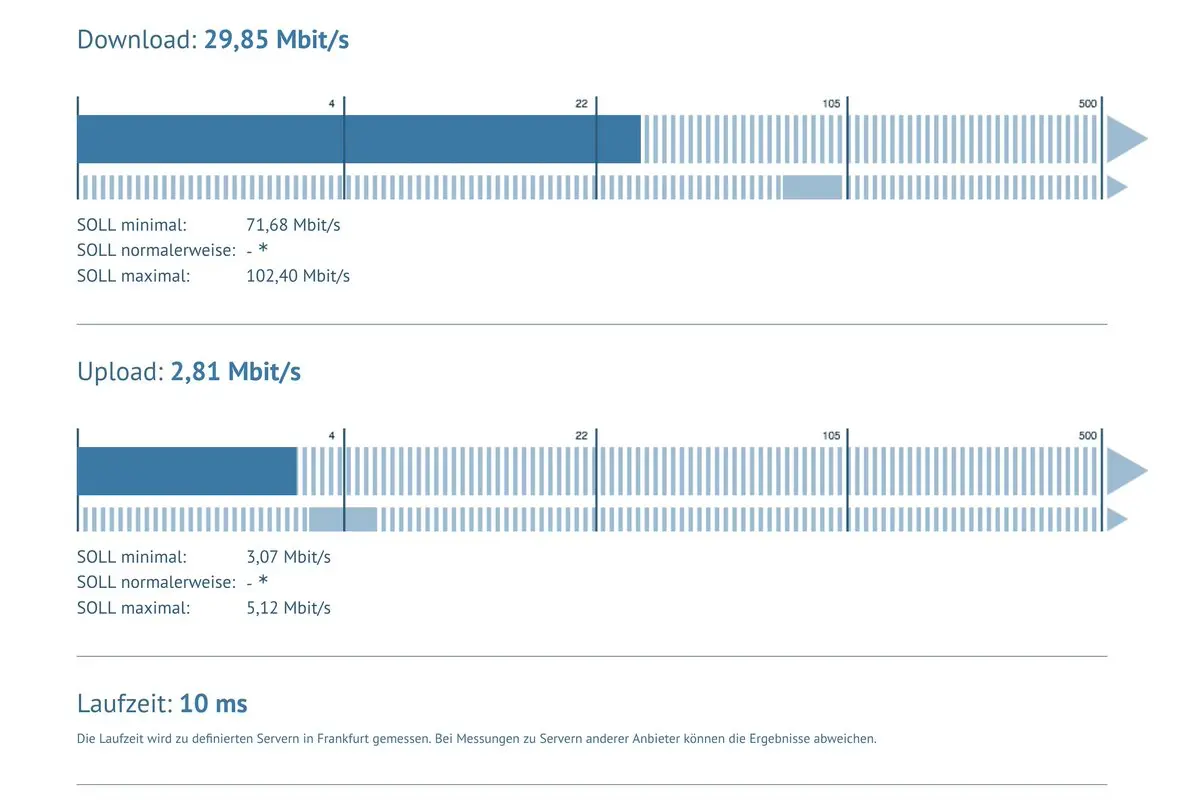 Download: 29,85 Mbit/s
4 22 105 500
SOLL minimal: 71,68 Mbit/s
SOLL normalerweise: - *
SOLL maximal: 102,40 Mbit/s
Upload: 2,81 Mbit/s
4 22 105 500
SOLL minimal: 3,07 Mbit/s
SOLL normalerweise: - *
SOLL maximal: 5,12 Mbit/s
Laufzeit: 10 ms
Die Laufzeit wird zu definierten Servern in Frankfurt gemessen. Bei Messungen zu Servern anderer Anbieter können die Ergebnisse abweichen.